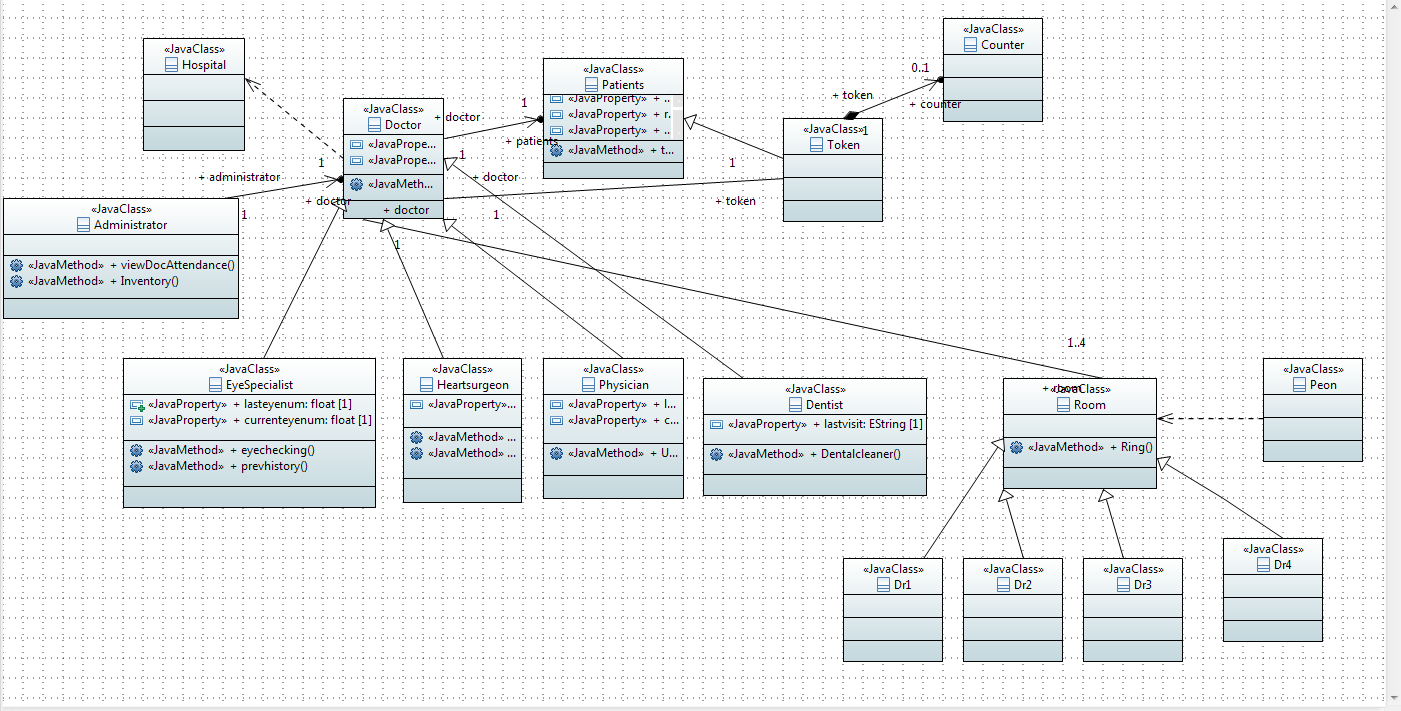 «JavaClass»
Hospital
«JavaClass»
Doctor
«JavaPrope...
«JavaPrope...
«JavaMeth...
+ doctor
«JavaClass»
Patients
«JavaProperty» + ..
«JavaProperty» + r..
«JavaProperty» + ..
«JavaMethod» + t...
«JavaClass»
Counter
«JavaClass»
Token
0..1
+ token
+ counter
1
1
+ doctor
+ patients
1
1
+ doctor
1
+ token
1
+ administrator
+ doctor
1
1
«JavaClass»
Administrator
«JavaMethod» + viewDocAttendance()
«JavaMethod» + Inventory()
1..4
+ room
«JavaClass»
EyeSpecialist
«JavaProperty» + lasteyenum: float [1]
«JavaProperty» + currenteyenum: float [1]
«JavaMethod» + eyechecking()
«JavaMethod» + prevhistory()
«JavaClass»
Heartsurgeon
«JavaProperty»...
«JavaMethod» ...
«JavaMethod» ...
«JavaClass»
Physician
«JavaProperty» + l...
«JavaProperty» + c...
«JavaMethod» + U...
«JavaClass»
Dentist
«JavaProperty» + lastvisit: EString [1]
«JavaMethod» + Dentalcleaner()
«JavaClass»
Room
«JavaMethod» + Ring()
«JavaClass»
Peon
«JavaClass»
Dr1
«JavaClass»
Dr2
«JavaClass»
Dr3
«JavaClass»
Dr4